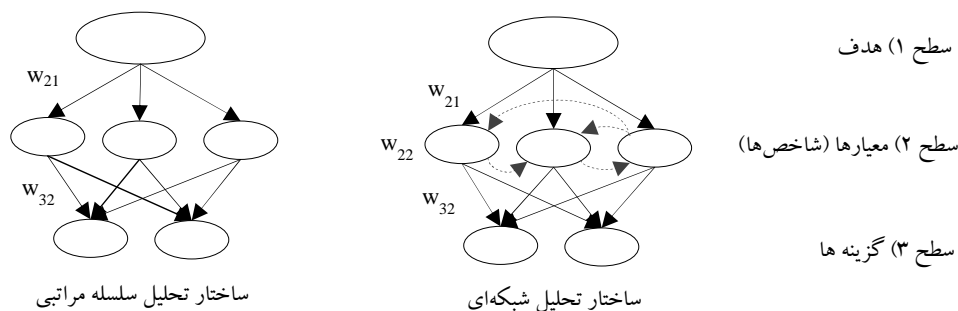 سطح ۱) هدف
w21
w21
سطح ۲) معیارها (شاخص‌ها)
w22
w32
w32
سطح ۳) گزینه ها
ساختار تحلیل شبکه‌ای
ساختار تحلیل سلسله مراتبی